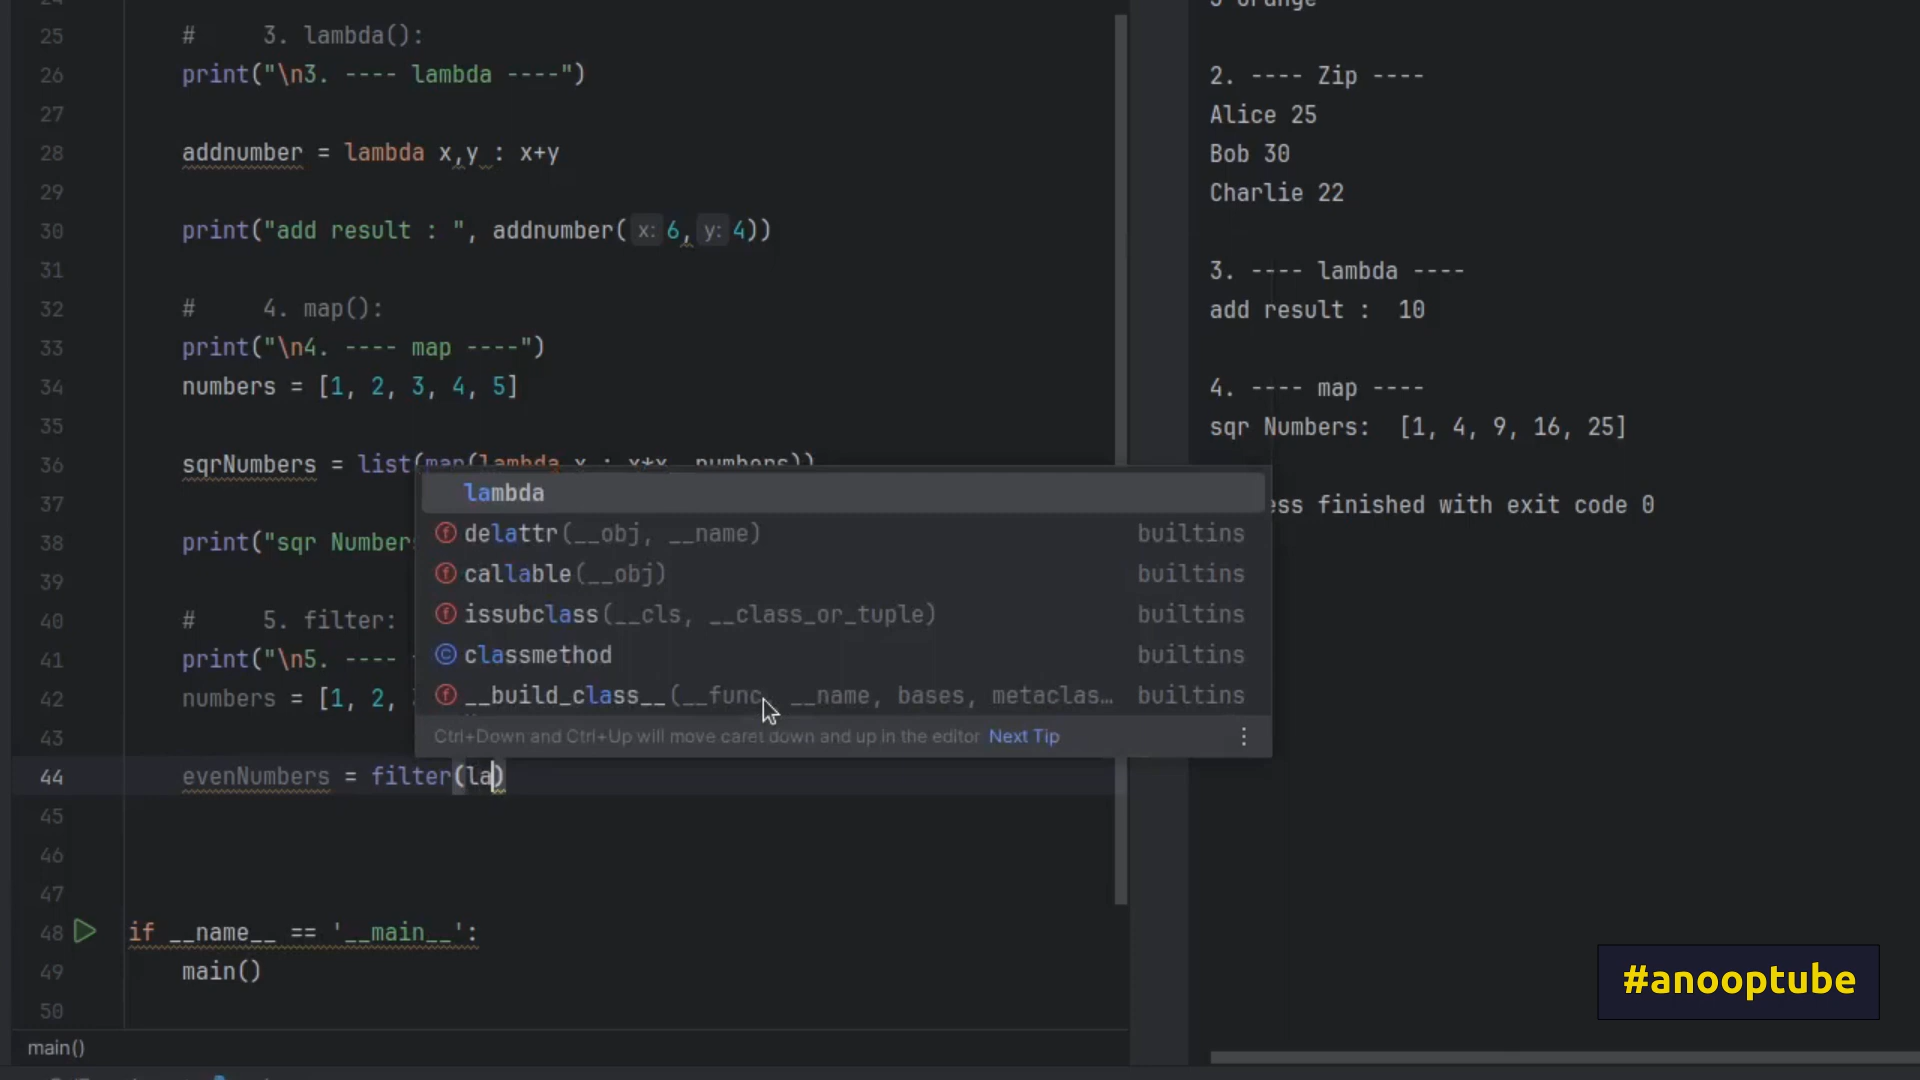 25 # 3. lambda():
26 print("\n3. ---- lambda ----")
27
28 addnumber = lambda x,y : x+y
29
30 print("add result : ", addnumber( x: 6, y: 4))
31
32 # 4. map():
33 print("\n4. ---- map ----")
34 numbers = [1, 2, 3, 4, 5]
35
36 sqrNumbers = list(map(lambda x : x*x, numbers))
37
38 print("sqr Numbers
39
40 # 5. filter:
41 print("\n5. ----
42 numbers = [1, 2,
43
44 evenNumbers = filter(la)
45
46
47
48 if __name__ == '__main__':
49 main()
50
lambda
delattr(__obj, __name) builtins
callable(__obj) builtins
issubclass(__cls, __class_or_tuple) builtins
classmethod builtins
__build_class__(__func, __name, bases, metaclas… builtins
Ctrl+Down and Ctrl+Up will move caret down and up in the editor Next Tip
main()
2. ---- Zip ----
Alice 25
Bob 30
Charlie 22
3. ---- lambda ----
add result :  10
4. ---- map ----
sqr Numbers:  [1, 4, 9, 16, 25]
ess finished with exit code 0
#anooptube